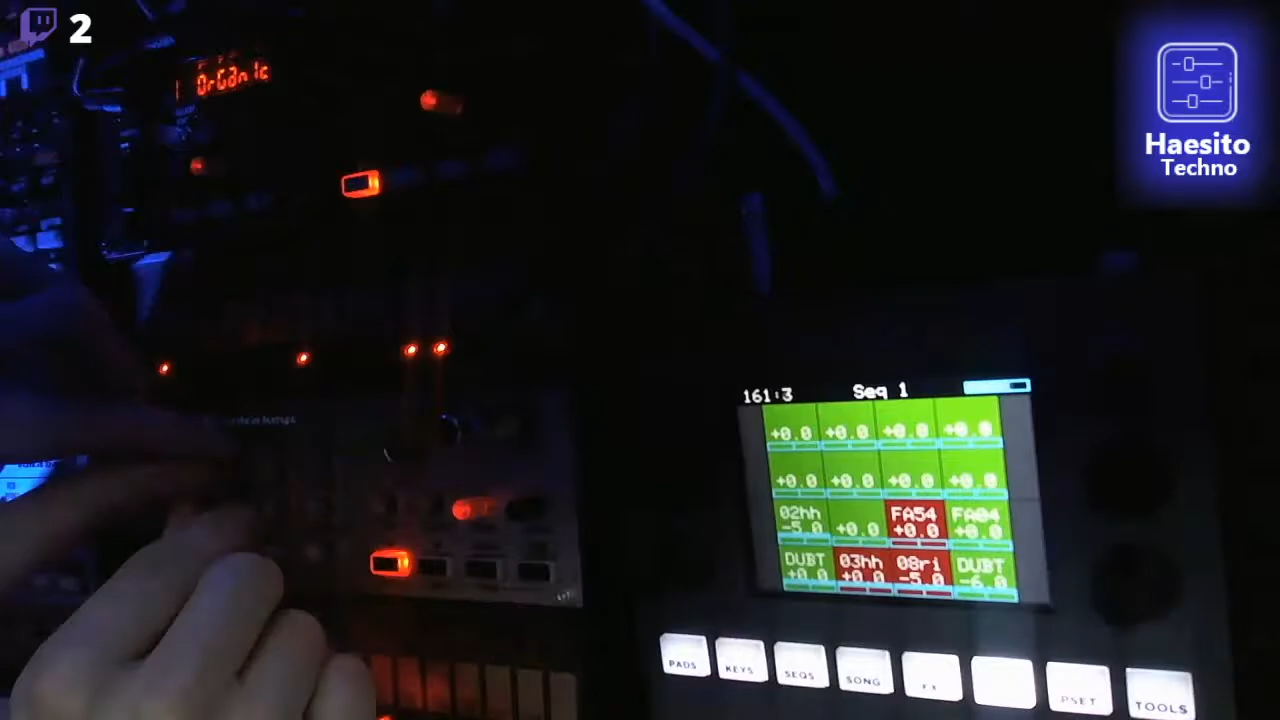 2
OrGanIc
Haesito
Techno
161:3 Seq 1
+0.0 +0.0 +0.0 +0.0
+0.0 +0.0 +0.0 +0.0
02hh FA54 FA04
-5.0 +0.0 +0.0 +0.0
DUBT 03hh 08ri DUBT
+0.0 +0.0 -5.0 -6.0
PADS KEYS SEQS SONG FX PSET TOOLS